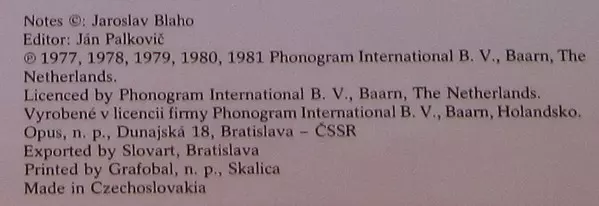 Notes ©: Jaroslav Blaho
Editor: Ján Palkovič
℗ 1977, 1978, 1979, 1980, 1981 Phonogram International B. V., Baarn, The
Netherlands.
Licenced by Phonogram International B. V., Baarn, The Netherlands.
Vyrobené v licencii firmy Phonogram International B. V., Baarn, Holandsko.
Opus, n. p., Dunajská 18, Bratislava – ČSSR
Exported by Slovart, Bratislava
Printed by Grafobal, n. p., Skalica
Made in Czechoslovakia